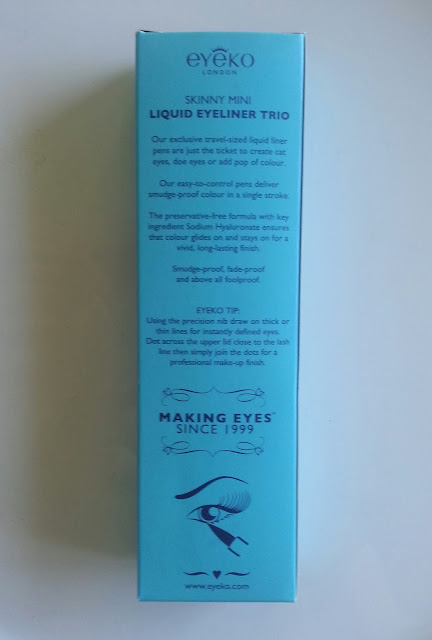 eyeko
LONDON
SKINNY MINI
LIQUID EYELINER TRIO
Our exclusive travel-sized liquid liner
pens are just the ticket to create cat
eyes, doe eyes or add pop of colour.
Our easy-to-control pens deliver
smudge-proof colour in a single stroke.
The preservative-free formula with key
ingredient Sodium Hyaluronate ensures
that colour glides on and stays on for a
vivid, long-lasting finish.
Smudge-proof, fade-proof
and above all foolproof.
EYEKO TIP:
Using the precision nib draw on thick or
thin lines for instantly defined eyes.
Dot across the upper lid close to the lash
line then simply join the dots for a
professional make-up finish.
MAKING EYES™
SINCE 1999
www.eyeko.com